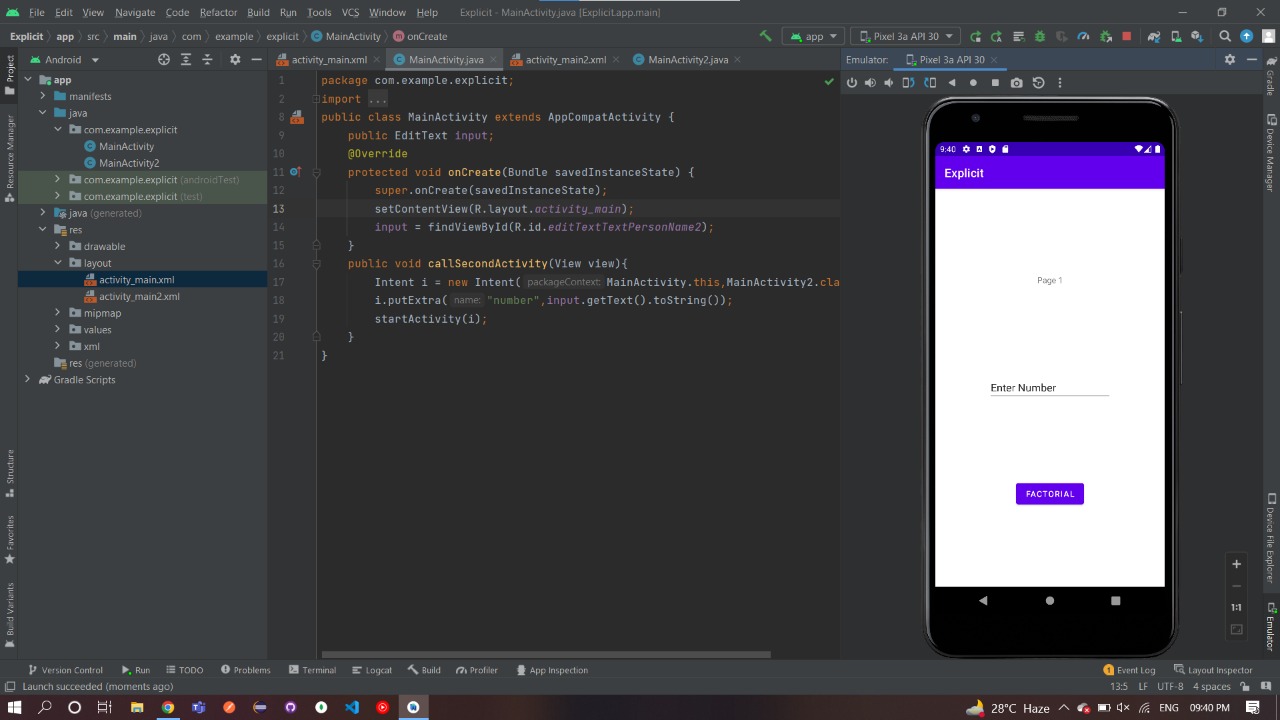 File Edit View Navigate Code Refactor Build Run Tools VCS Window Help Explicit - MainActivity.java [Explicit.app.main]
Explicit app src main java com example explicit MainActivity onCreate app Pixel 3a API 30
Android activity_main.xml MainActivity.java activity_main2.xml MainActivity2.java Emulator: Pixel 3a API 30
Project
Resource Manager
Structure
Favorites
Build Variants
app
manifests
java
com.example.explicit
MainActivity
MainActivity2
com.example.explicit (androidTest)
com.example.explicit (test)
java (generated)
res
drawable
layout
activity_main.xml
activity_main2.xml
mipmap
values
xml
res (generated)
Gradle Scripts
1 package com.example.explicit;
2 import ...
8 public class MainActivity extends AppCompatActivity {
9 public EditText input;
10 @Override
11 protected void onCreate(Bundle savedInstanceState) {
12 super.onCreate(savedInstanceState);
13 setContentView(R.layout.activity_main);
14 input = findViewById(R.id.editTextTextPersonName2);
15 }
16 public void callSecondActivity(View view){
17 Intent i = new Intent( packageContext: MainActivity.this,MainActivity2.cla
18 i.putExtra( name: "number",input.getText().toString());
19 startActivity(i);
20 }
21 }
9:40
Explicit
Page 1
Enter Number
FACTORIAL
1:1
Gradle
Device Manager
Device File Explorer
Emulator
Version Control Run TODO Problems Terminal Logcat Build Profiler App Inspection 1 Event Log Layout Inspector
Launch succeeded (moments ago) 13:5 LF UTF-8 4 spaces
28°C Haze ENG 09:40 PM